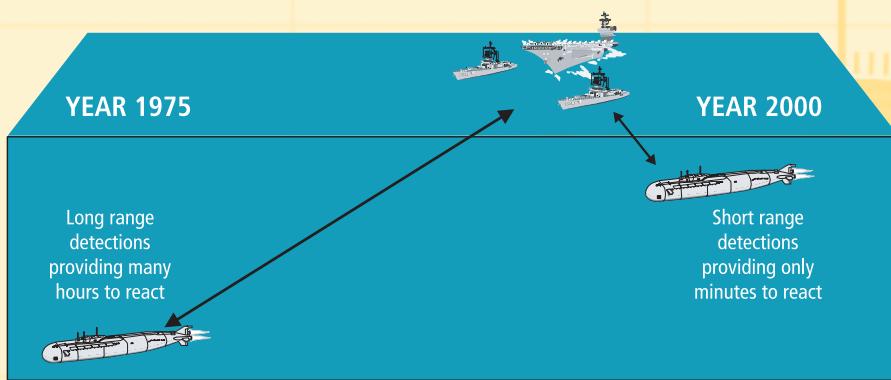 YEAR 1975
YEAR 2000
Long range
detections
providing many
hours to react
Short range
detections
providing only
minutes to react